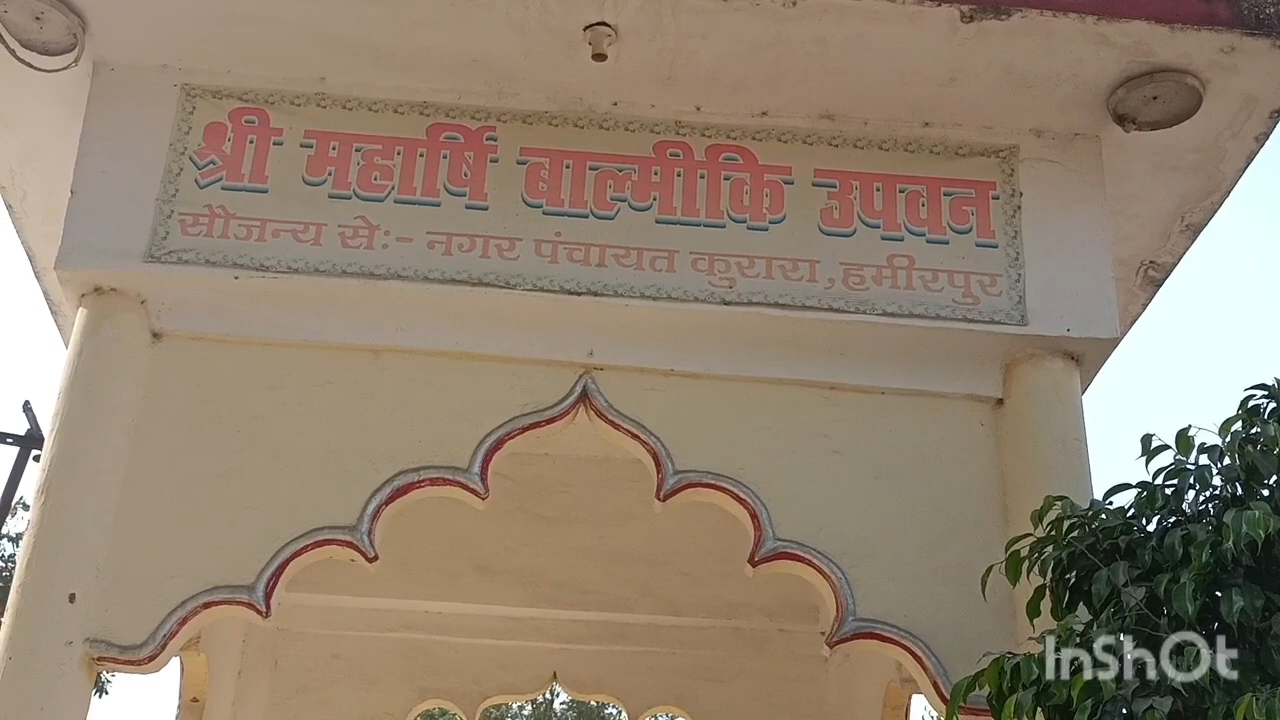 श्री महार्षि बाल्मीकि उपवन
सौजन्य से:- नगर पंचायत कुरारा,हमीरपुर
InShOt